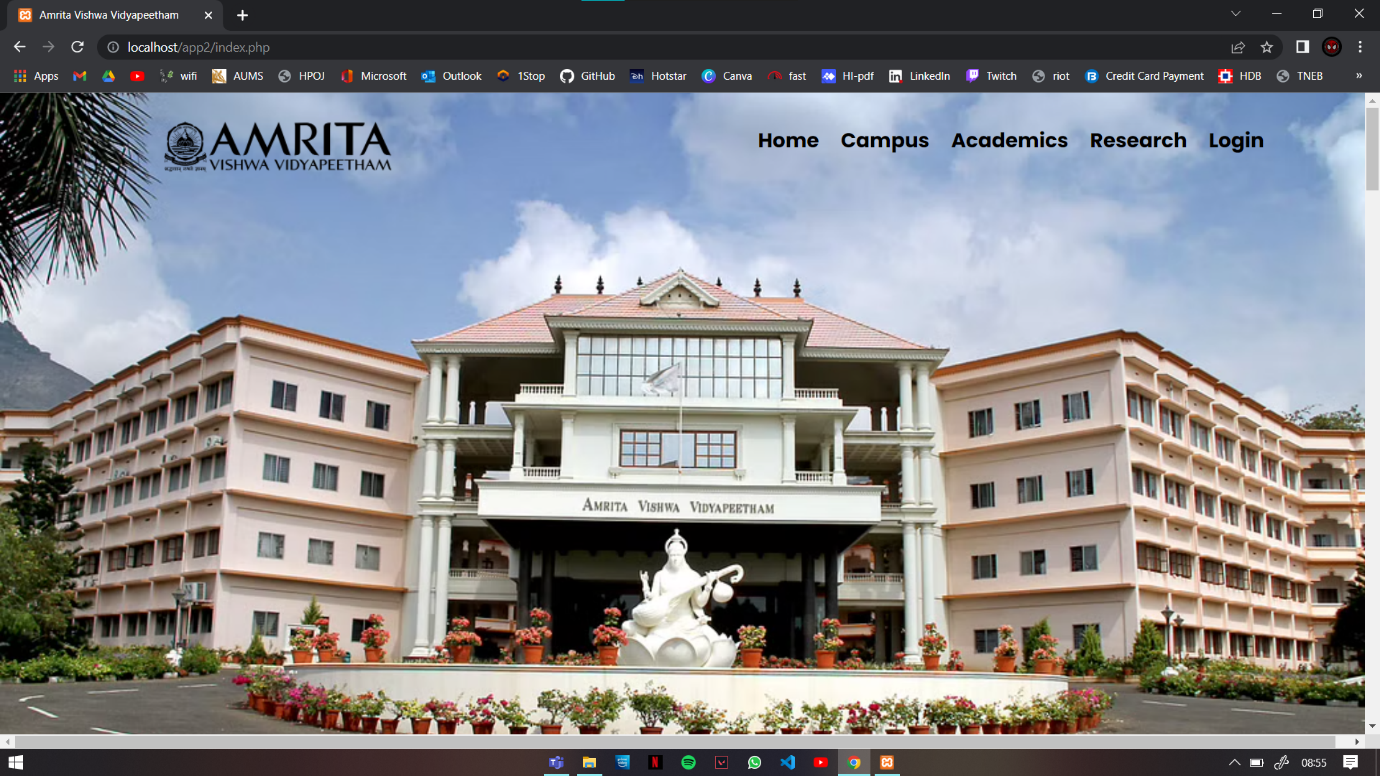 Amrita Vishwa Vidyapeetham
localhost/app2/index.php
Apps wifi AUMS HPOJ Microsoft Outlook 1Stop GitHub Hotstar Canva fast HI-pdf LinkedIn Twitch riot Credit Card Payment HDB TNEB »
AMRITA
VISHWA VIDYAPEETHAM
Home Campus Academics Research Login
AMRITA VISHWA VIDYAPEETHAM
08:55